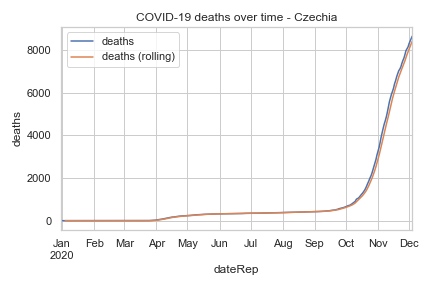 COVID-19 deaths over time - Czechia
deaths
deaths (rolling)
8000
6000
4000
2000
0
deaths
Jan Feb Mar Apr May Jun Jul Aug Sep Oct Nov Dec
2020
dateRep